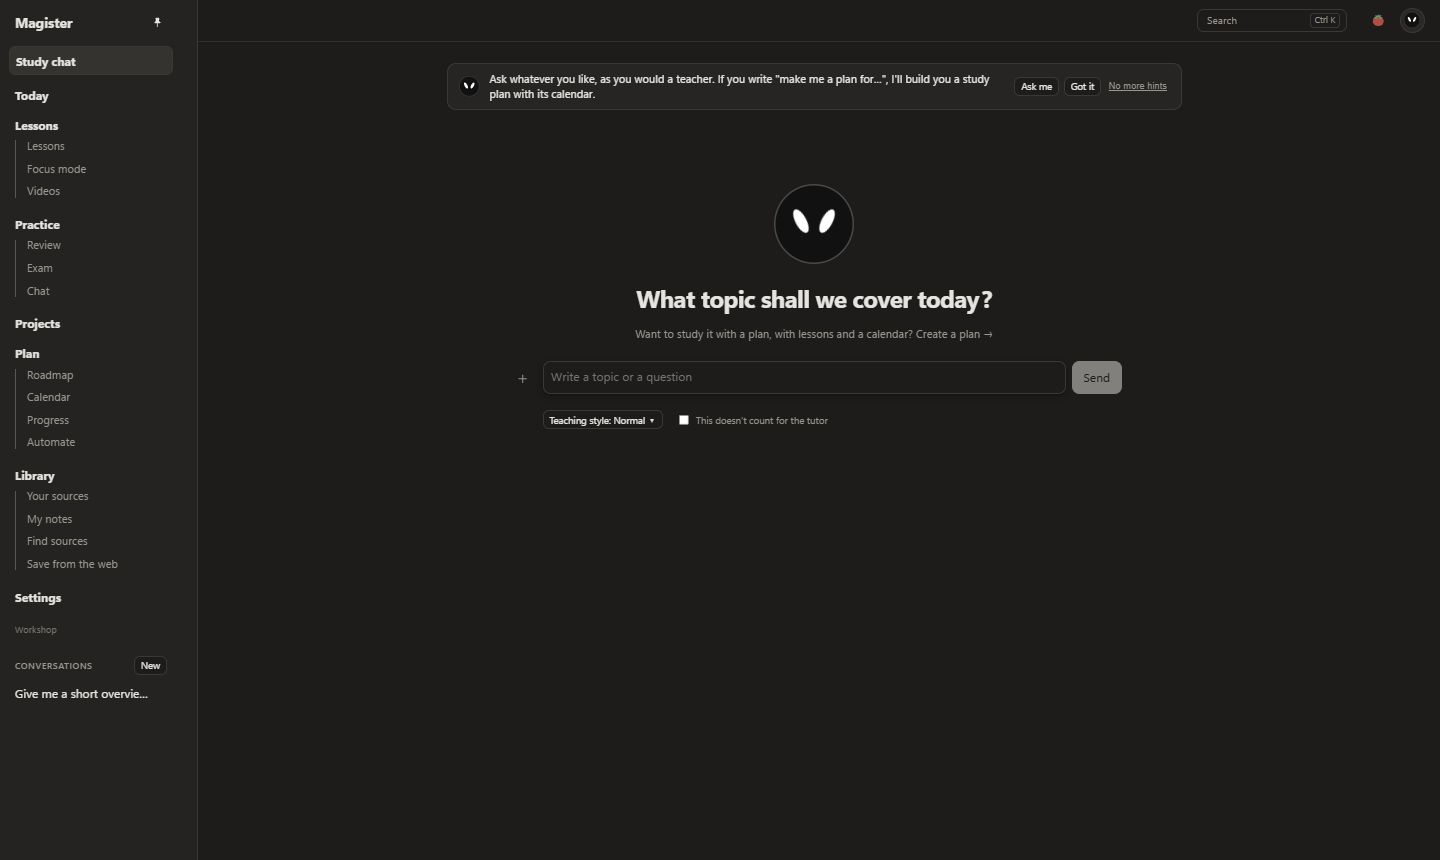 Magister
Study chat
Today
Lessons
Lessons
Focus mode
Videos
Practice
Review
Exam
Chat
Projects
Plan
Roadmap
Calendar
Progress
Automate
Library
Your sources
My notes
Find sources
Save from the web
Settings
Workshop
CONVERSATIONS
New
Give me a short overvie...
Search
Ctrl K
Ask whatever you like, as you would a teacher. If you write "make me a plan for...", I'll build you a study
plan with its calendar.
Ask me
Got it
No more hints
What topic shall we cover today?
Want to study it with a plan, with lessons and a calendar? Create a plan →
+
Write a topic or a question
Send
Teaching style: Normal ▾
This doesn't count for the tutor